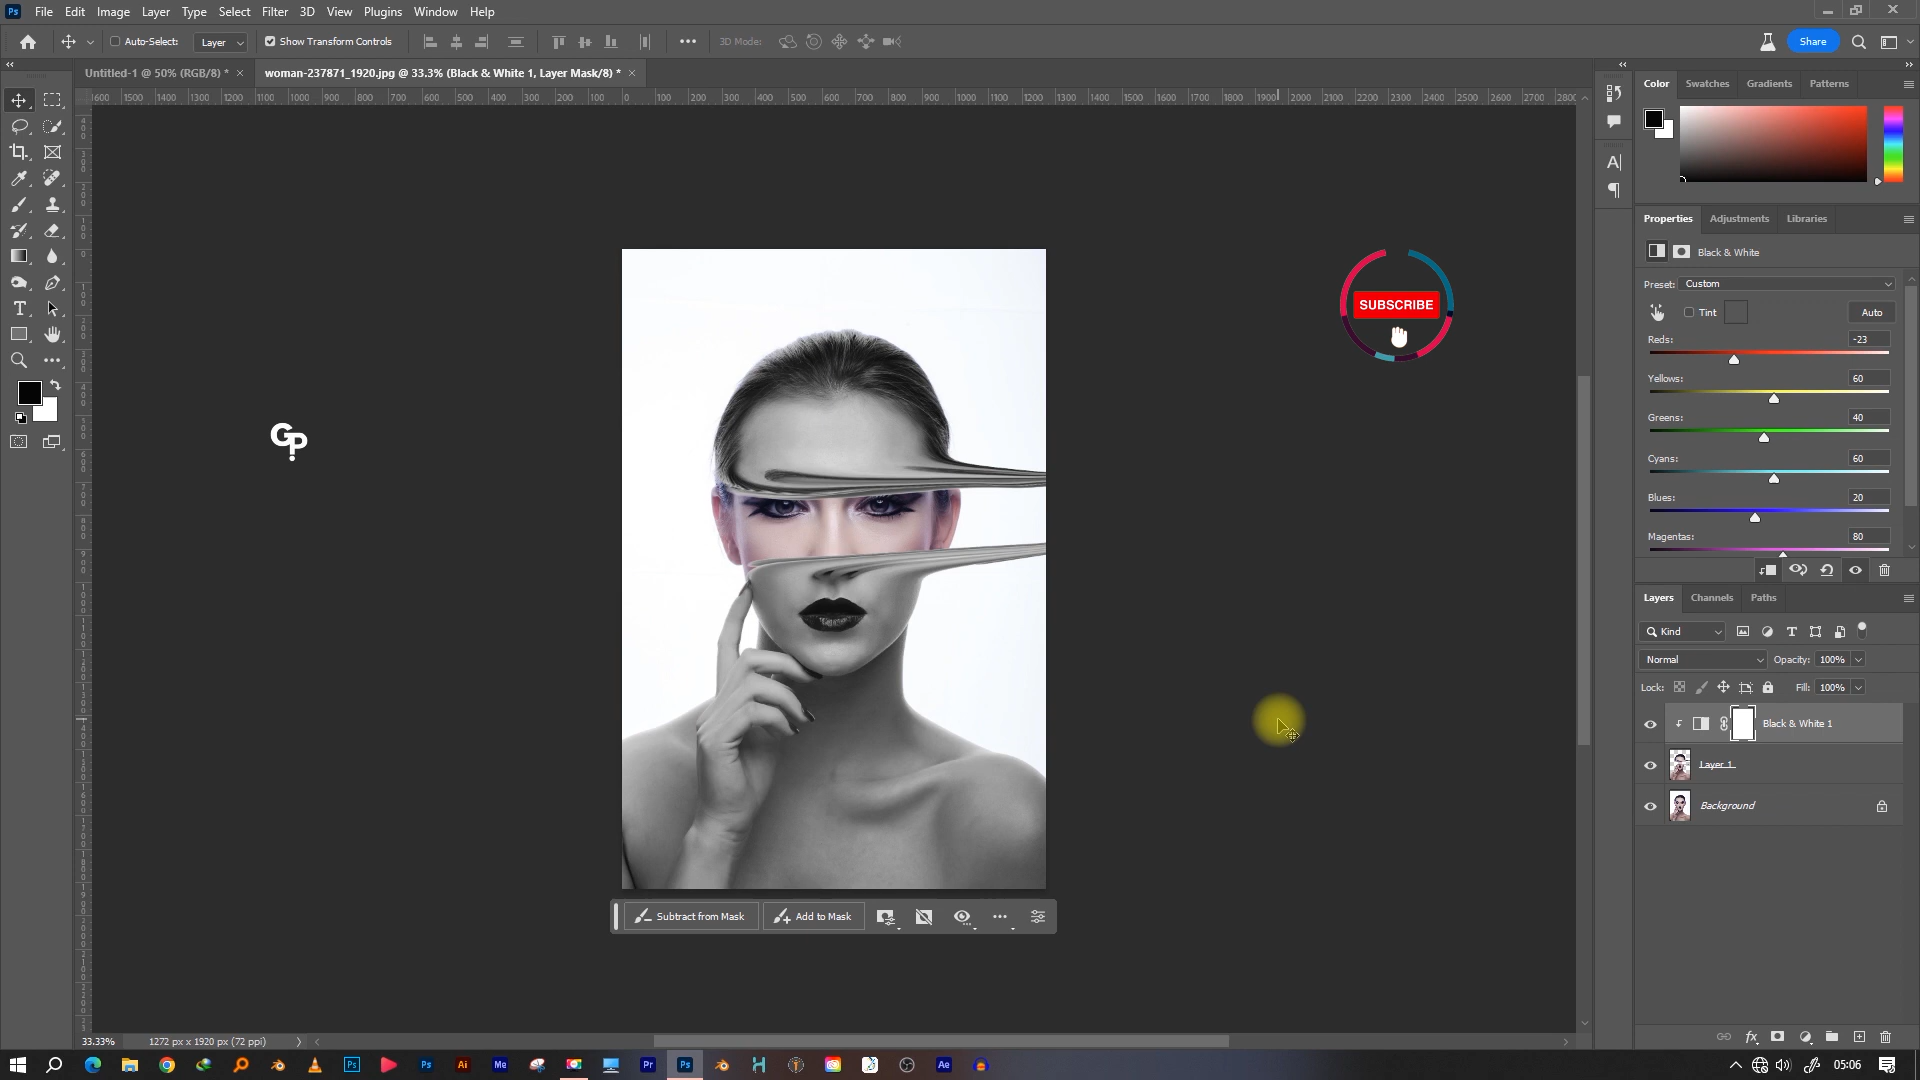 File Edit Image Layer Type Select Filter 3D View Plugins Window Help
Auto-Select: Layer Show Transform Controls 3D Mode: Share
Untitled-1 @ 50% (RGB/8) * × woman-237871_1920.jpg @ 33.3% (Black & White 1, Layer Mask/8) * ×
Color Swatches Gradients Patterns
SUBSCRIBE
GP
Properties Adjustments Libraries
Black & White
Preset: Custom
Tint Auto
Reds: -23
Yellows: 60
Greens: 40
Cyans: 60
Blues: 20
Magentas: 80
Layers Channels Paths
Kind
Normal Opacity: 100%
Lock: Fill: 100%
Black & White 1
Layer 1
Background
Subtract from Mask Add to Mask
33.33% 1272 px x 1920 px (72 ppi)
05:06